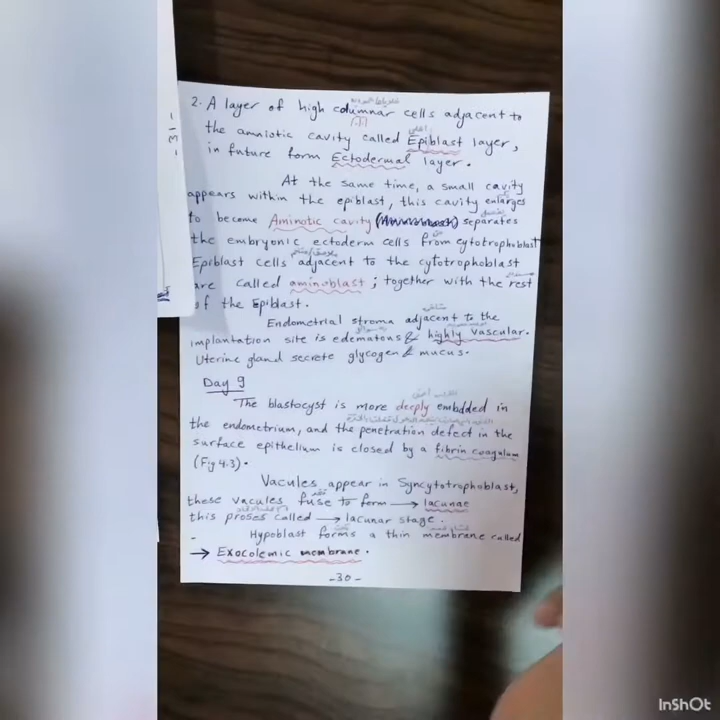 2. A layer of high columnar cells adjacent to
the amniotic cavity called Epiblast layer,
in future form Ectodermal layer.
At the same time, a small cavity
appears within the epiblast, this cavity enlarges
to become Aminotic cavity separates
the embryonic ectoderm cells from cytotrophoblast
Epiblast cells adjacent to the cytotrophoblast
are called aminoblast ; together with the rest
of the Epiblast.
Endometrial stroma adjacent to the
implantation site is edematons & highly vascular.
Uterine gland secrete glycogen & mucus.
Day 9
The blastocyst is more deeply embdded in
the endometrium, and the penetration defect in the
surface epithelium is closed by a fibrin coagulum
(Fig 4.3).
Vacules appear in Syncytotrophoblast,
these vacules fuse to form → lacunae
this proses called → lacunar stage.
- Hypoblast forms a thin membrane called
→ Exocolemic membrane.
-30-
-31-
InShOt